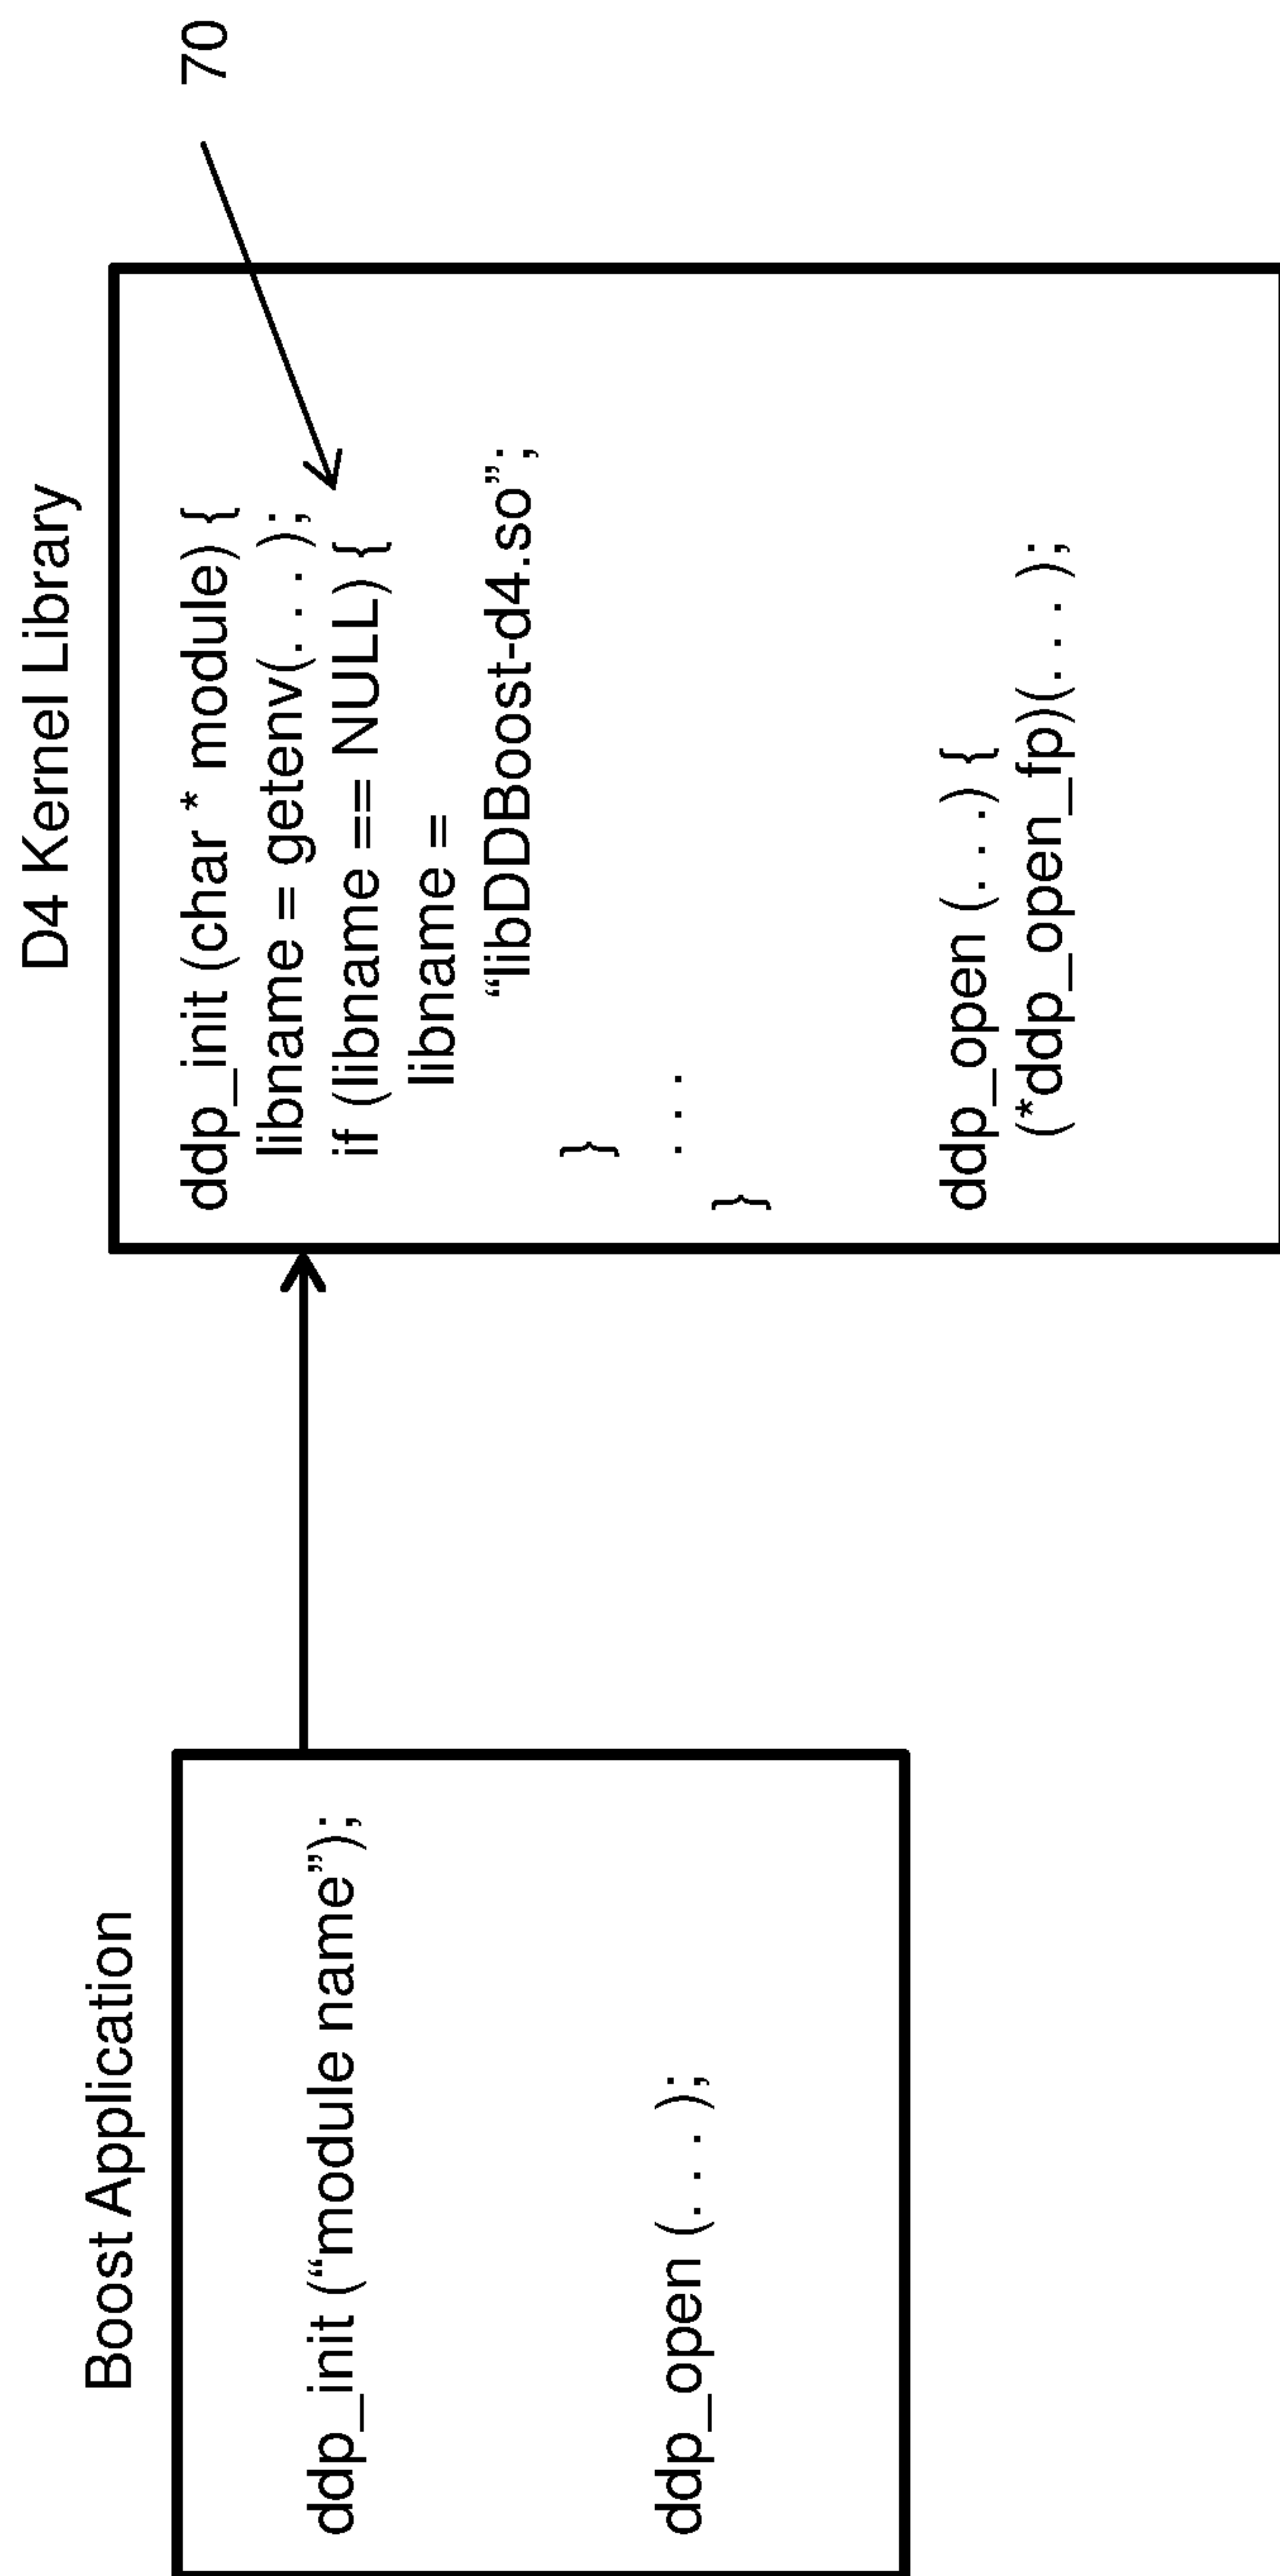 Boost Application
ddp_init (“module name”);
ddp_open (. . . );
D4 Kernel Library
ddp_init (char * module) {
libname = getenv(. . . );
if (libname == NULL) {
libname =
“libDDBoost-d4.so”;
}
. . .
}
ddp_open (. . .) {
(*ddp_open_fp)(. . . );
70